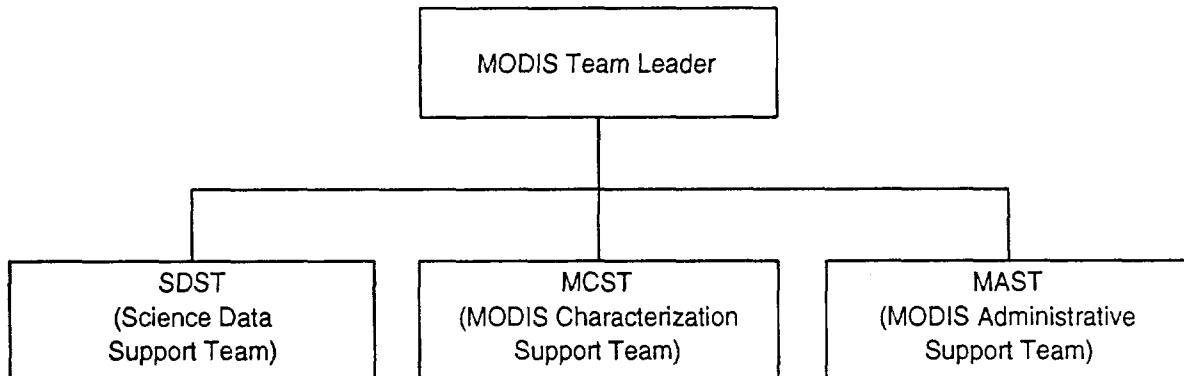 MODIS Team Leader
SDST
(Science Data
Support Team)
MCST
(MODIS Characterization
Support Team)
MAST
(MODIS Administrative
Support Team)